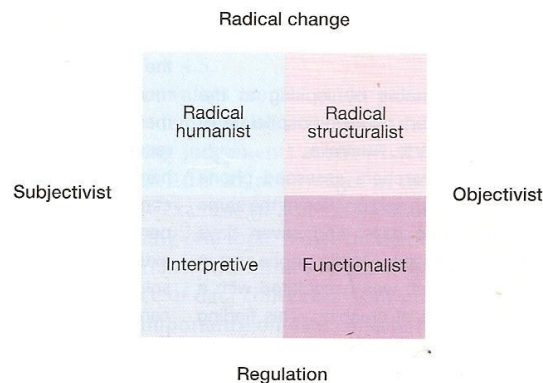 Radical change
Radical
humanist
Radical
structuralist
Subjectivist
Objectivist
Interpretive
Functionalist
Regulation